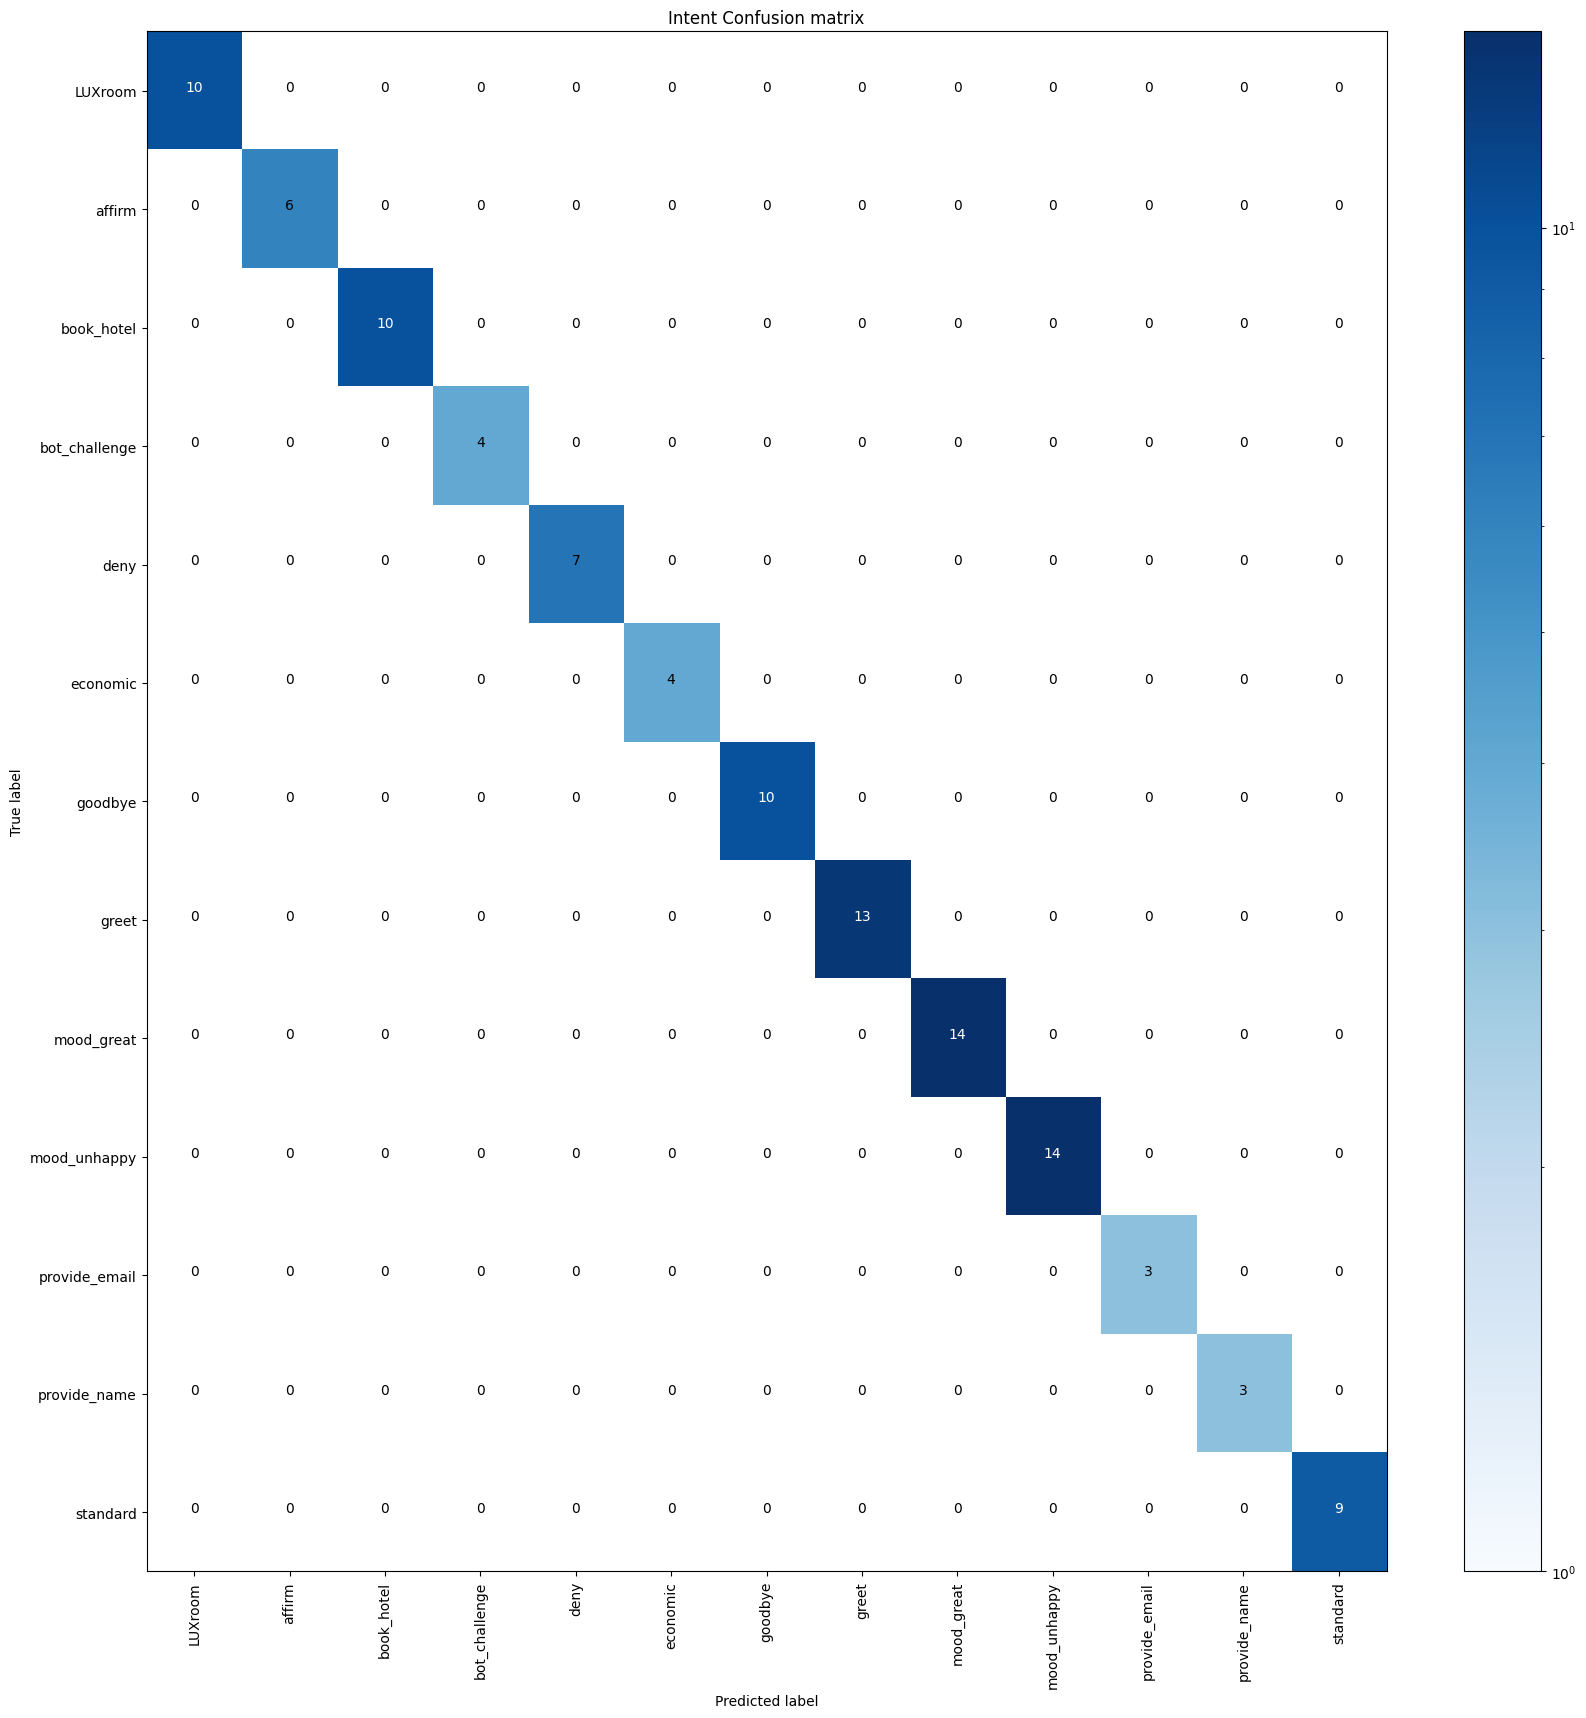 Intent Confusion matrix
True label
LUXroom 10 0 0 0 0 0 0 0 0 0 0 0 0
affirm 0 6 0 0 0 0 0 0 0 0 0 0 0
book_hotel 0 0 10 0 0 0 0 0 0 0 0 0 0
bot_challenge 0 0 0 4 0 0 0 0 0 0 0 0 0
deny 0 0 0 0 7 0 0 0 0 0 0 0 0
economic 0 0 0 0 0 4 0 0 0 0 0 0 0
goodbye 0 0 0 0 0 0 10 0 0 0 0 0 0
greet 0 0 0 0 0 0 0 13 0 0 0 0 0
mood_great 0 0 0 0 0 0 0 0 14 0 0 0 0
mood_unhappy 0 0 0 0 0 0 0 0 0 14 0 0 0
provide_email 0 0 0 0 0 0 0 0 0 0 3 0 0
provide_name 0 0 0 0 0 0 0 0 0 0 0 3 0
standard 0 0 0 0 0 0 0 0 0 0 0 0 9
LUXroom
affirm
book_hotel
bot_challenge
deny
economic
goodbye
greet
mood_great
mood_unhappy
provide_email
provide_name
standard
Predicted label
10¹
10⁰